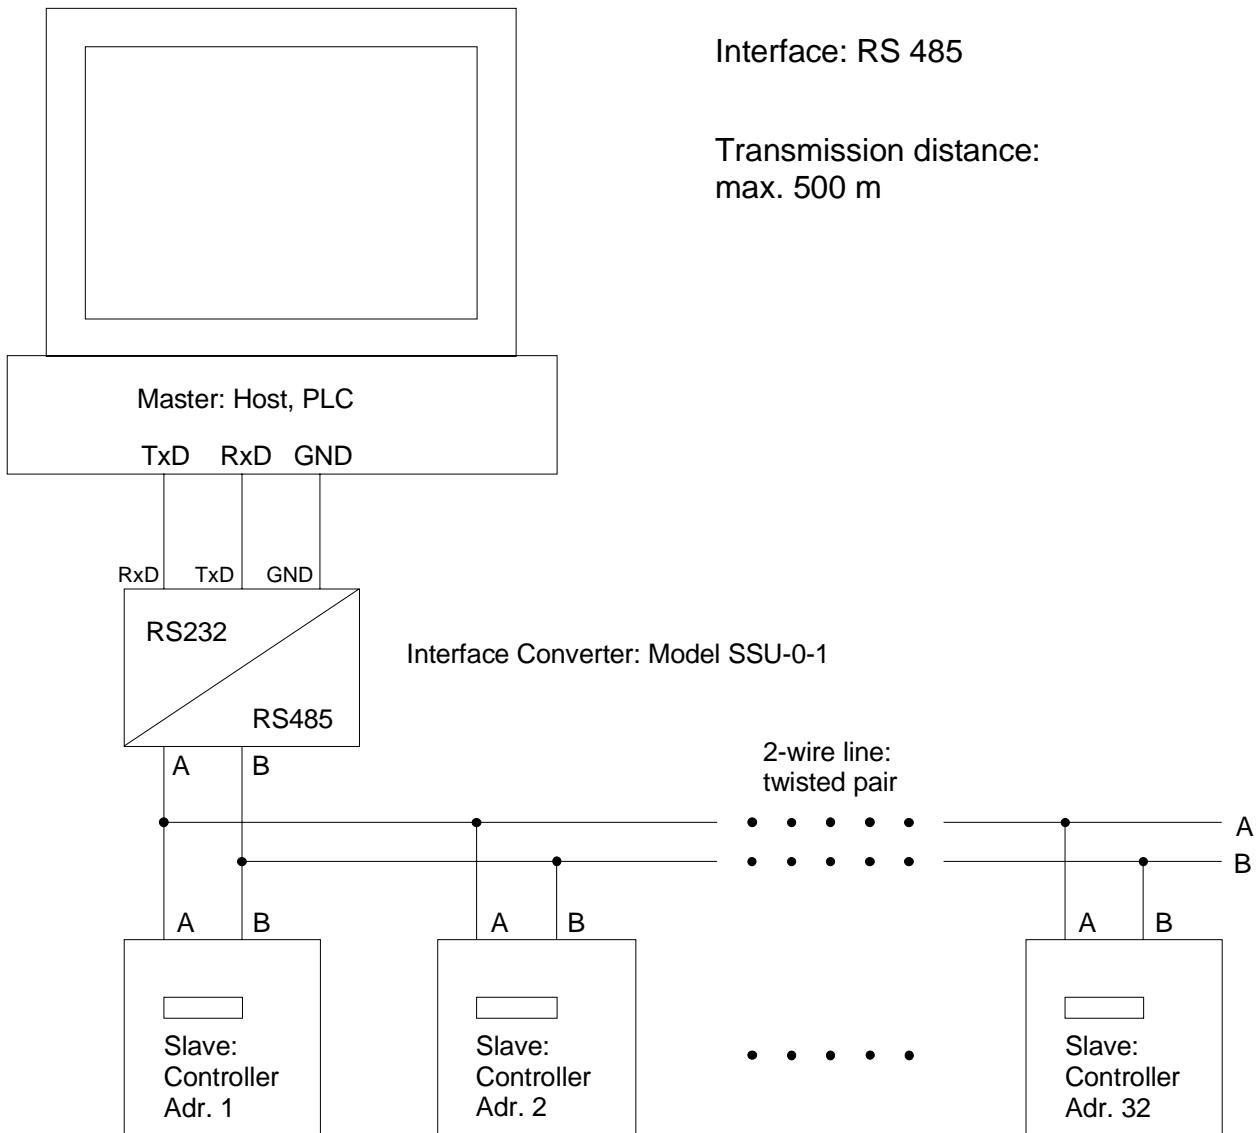 Interface: RS 485
Transmission distance:
max. 500 m
Master: Host, PLC
TxD RxD GND
RxD TxD GND
RS232
RS485
Interface Converter: Model SSU-0-1
A B
2-wire line:
twisted pair
A
B
A B
A B
A B
Slave:
Controller
Adr. 1
Slave:
Controller
Adr. 2
Slave:
Controller
Adr. 32